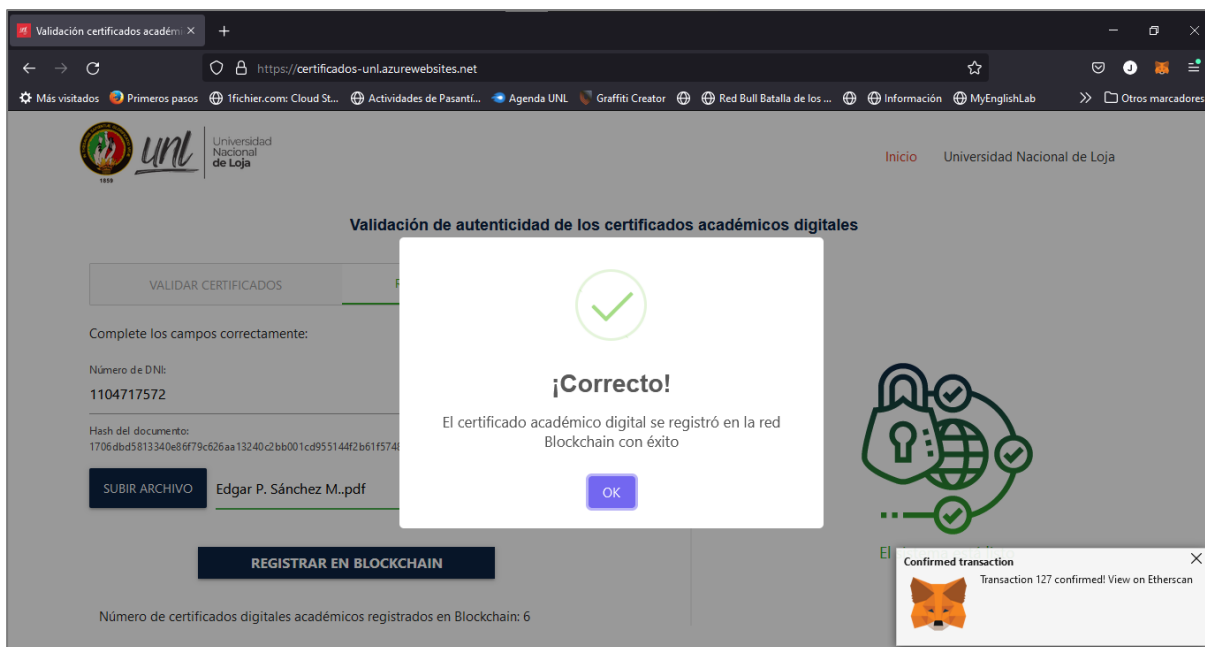 Validación certificados académi
https://certificados-unl.azurewebsites.net
Más visitados Primeros pasos 1fichier.com: Cloud St... Actividades de Pasantí... Agenda UNL Graffiti Creator Red Bull Batalla de los ... Información MyEnglishLab Otros marcadores
1859
unl
Universidad
Nacional
de Loja
Inicio Universidad Nacional de Loja
Validación de autenticidad de los certificados académicos digitales
VALIDAR CERTIFICADOS
Complete los campos correctamente:
Número de DNI:
1104717572
Hash del documento:
1706dbd5813340e86f79c626aa13240c2bb001cd955144f2b61f5748
SUBIR ARCHIVO Edgar P. Sánchez M..pdf
REGISTRAR EN BLOCKCHAIN
Número de certificados digitales académicos registrados en Blockchain: 6
¡Correcto!
El certificado académico digital se registró en la red
Blockchain con éxito
OK
El
Confirmed transaction
Transaction 127 confirmed! View on Etherscan